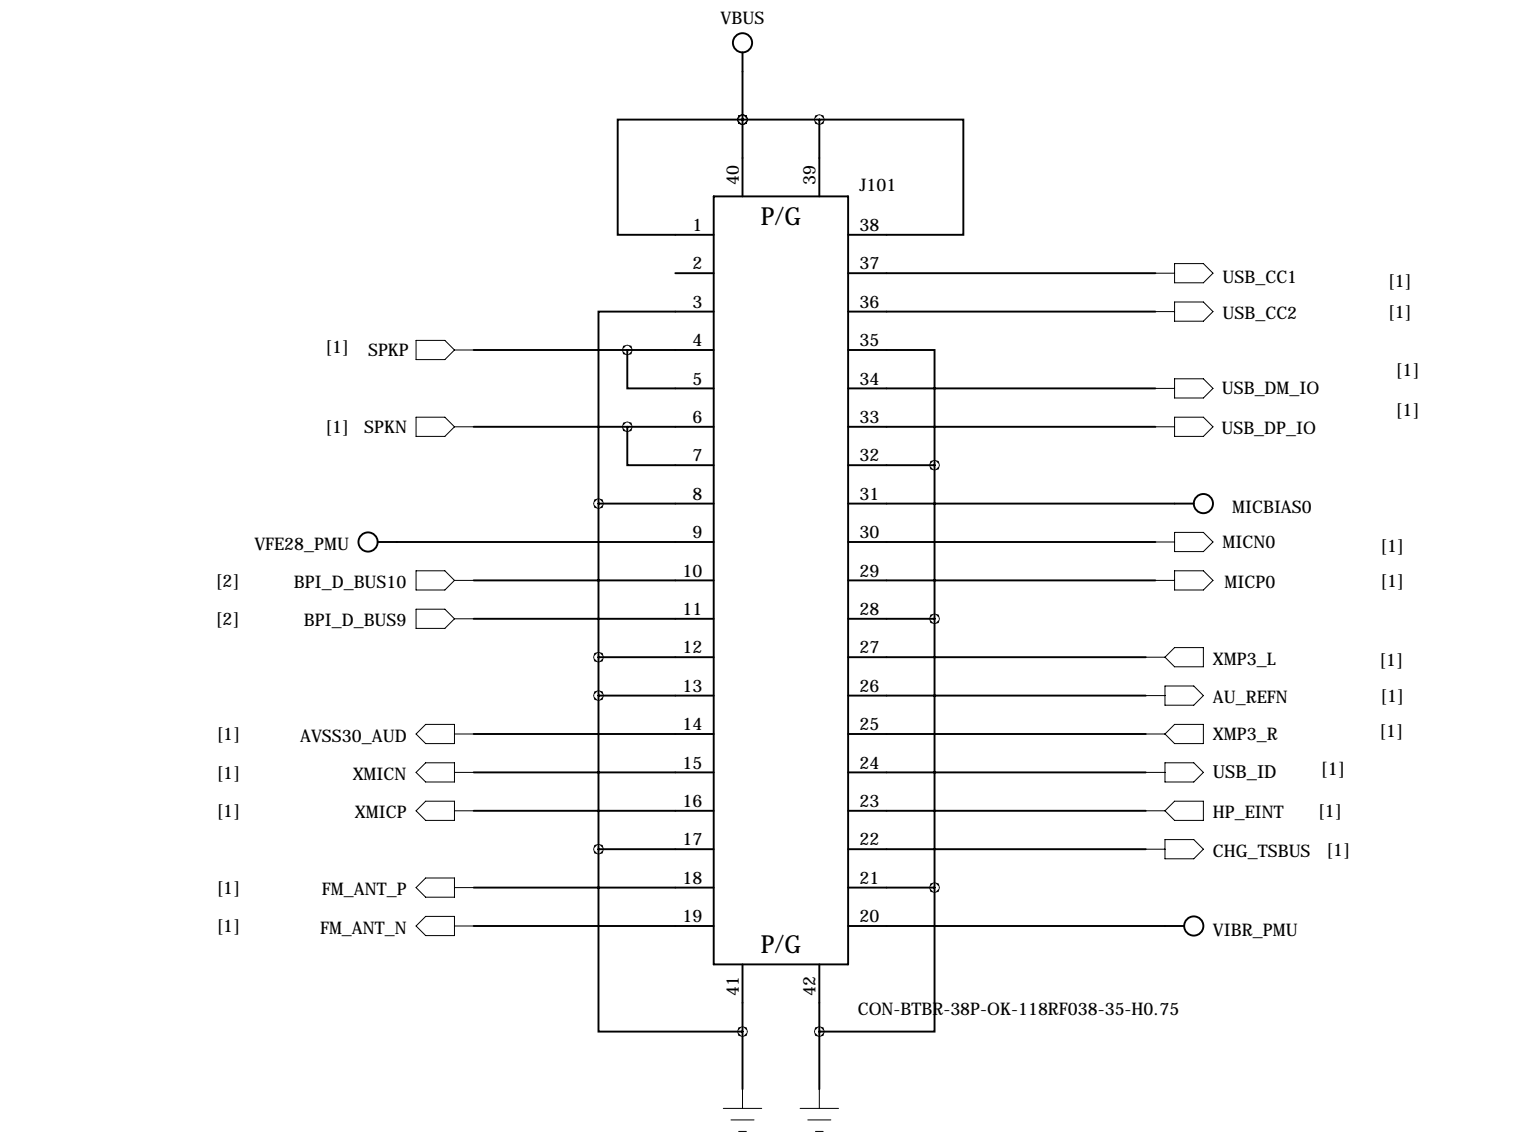 VBUS
40
39
J101
P/G
1
38
2
37
USB_CC1
[1]
3
36
USB_CC2
[1]
[1]
SPKP
4
35
5
34
USB_DM_IO
[1]
[1]
SPKN
6
33
USB_DP_IO
[1]
7
32
8
31
MICBIAS0
VFE28_PMU
9
30
MICN0
[1]
[2]
BPI_D_BUS10
10
29
MICP0
[1]
[2]
BPI_D_BUS9
11
28
12
27
XMP3_L
[1]
13
26
AU_REFN
[1]
[1]
AVSS30_AUD
14
25
XMP3_R
[1]
[1]
XMICN
15
24
USB_ID
[1]
[1]
XMICP
16
23
HP_EINT
[1]
17
22
CHG_TSBUS
[1]
[1]
FM_ANT_P
18
21
[1]
FM_ANT_N
19
20
VIBR_PMU
P/G
41
42
CON-BTBR-38P-OK-118RF038-35-H0.75